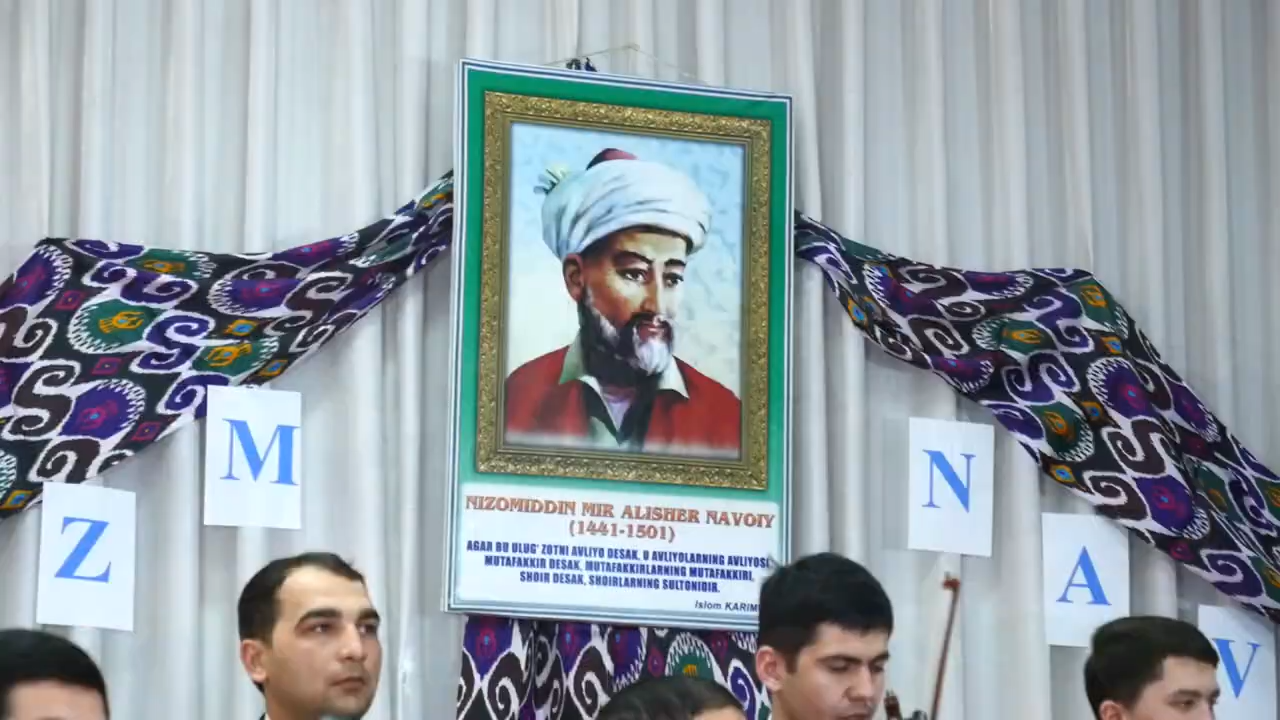 Z
M
NIZOMIDDIN MIR ALISHER NAVOIY
(1441-1501)
AGAR BU ULUG' ZOTNI AVLIYO DESAK, U AVLIYOLARNING AVLIYOSI,
MUTAFAKKIR DESAK, MUTAFAKKIRLARNING MUTAFAKKIRI,
SHOIR DESAK, SHOIRLARNING SULTONIDIR.
Islom
N
A
V